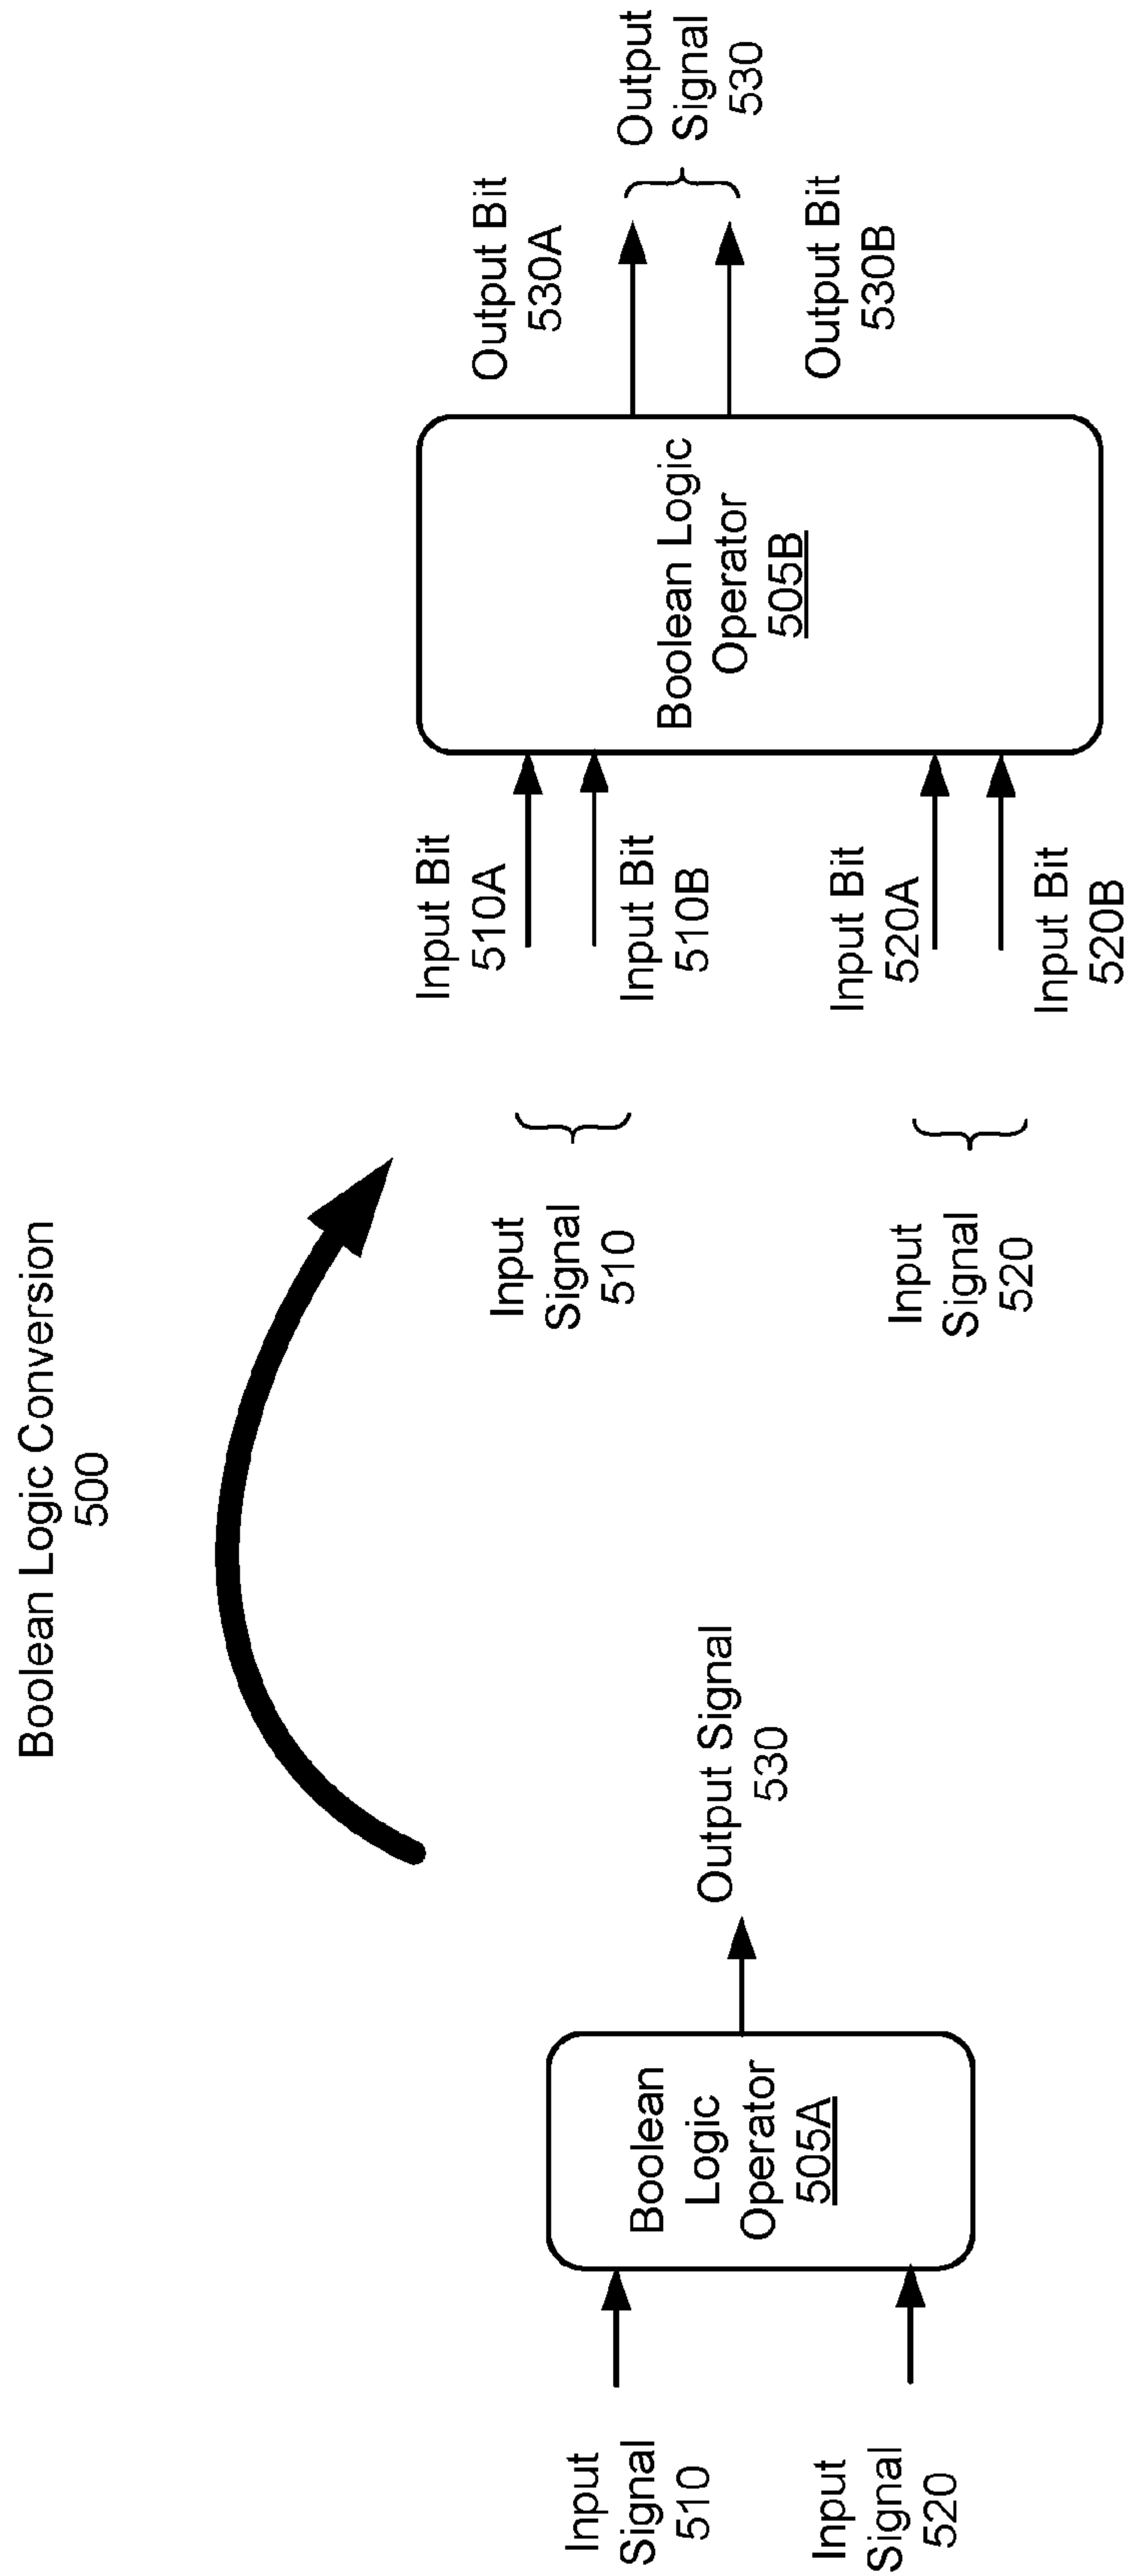 Boolean Logic Conversion
500
Input
Signal
510
Input
Signal
520
Boolean
Logic
Operator
505A
Output Signal
530
Input
Signal
510
Input
Signal
520
Input Bit
510A
Input Bit
510B
Input Bit
520A
Input Bit
520B
Boolean Logic
Operator
505B
Output Bit
530A
Output Bit
530B
Output
Signal
530